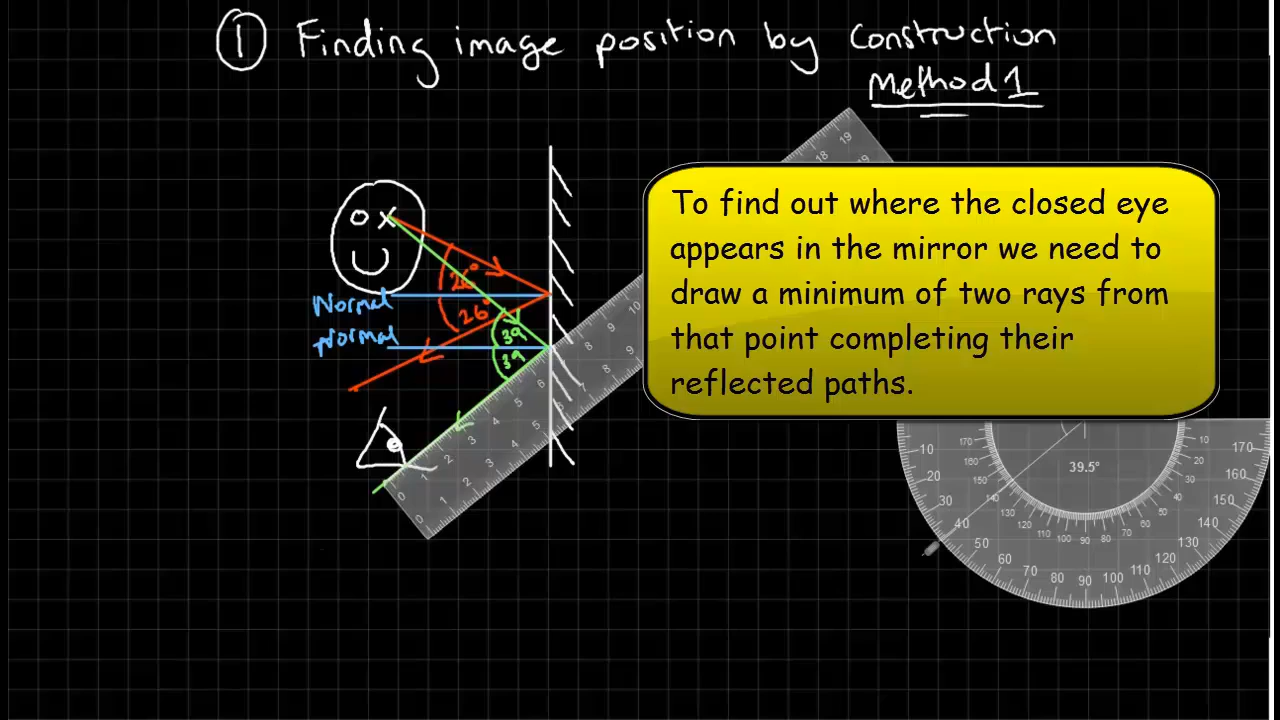 ① Finding image position by construction
Method 1
To find out where the closed eye
appears in the mirror we need to
draw a minimum of two rays from
that point completing their
reflected paths.
Normal
Normal
26°
26°
39
39
39.5°